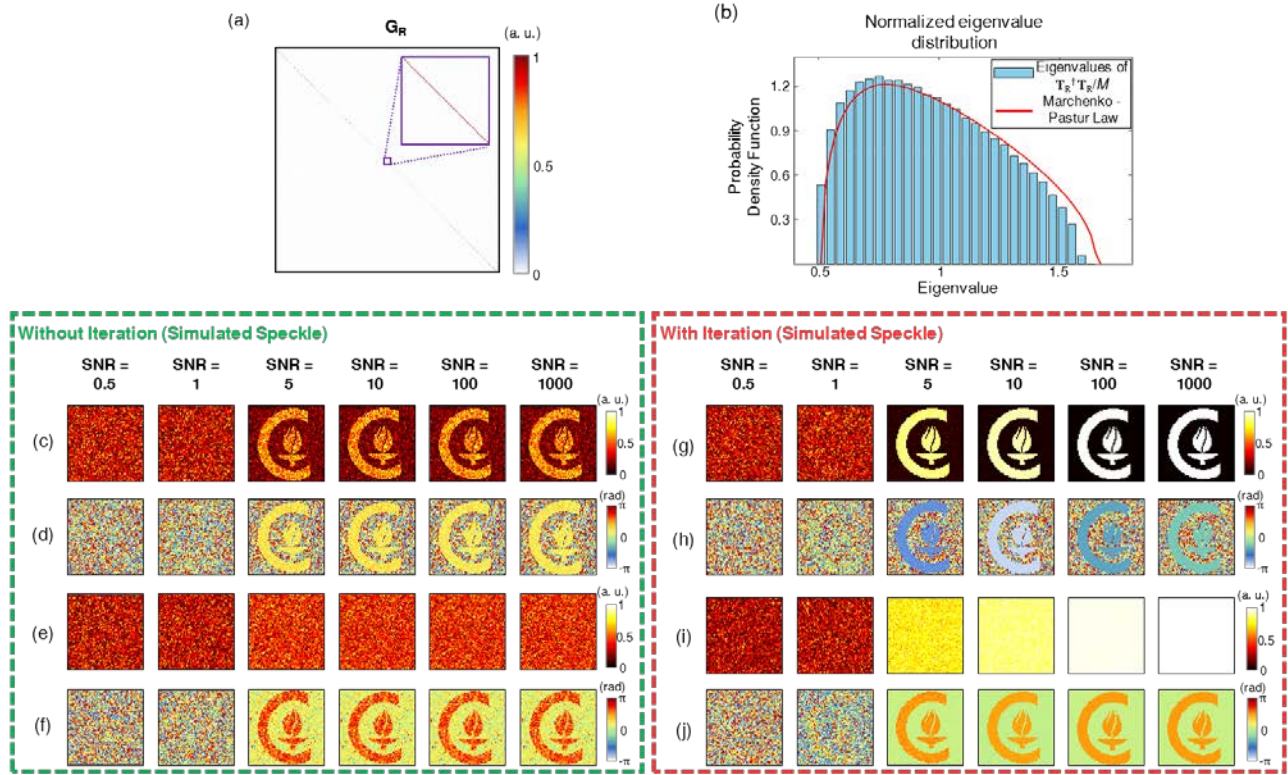 (a)
G_R
(a. u.)
1
0.5
0
(b)
Normalized eigenvalue
distribution
Eigenvalues of
T_R†T_R/M
Marchenko -
Pastur Law
Probability
Density Function
1.2
0.9
0.6
0.3
0.5
1
1.5
Eigenvalue
Without Iteration (Simulated Speckle)
SNR = 0.5
SNR = 1
SNR = 5
SNR = 10
SNR = 100
SNR = 1000
(c)
(a. u.)
1
0.5
0
(d)
(rad)
π
0
-π
(e)
(a. u.)
1
0.5
0
(f)
(rad)
π
0
-π
With Iteration (Simulated Speckle)
SNR = 0.5
SNR = 1
SNR = 5
SNR = 10
SNR = 100
SNR = 1000
(g)
(a. u.)
1
0.5
0
(h)
(rad)
π
0
-π
(i)
(a. u.)
1
0.5
0
(j)
(rad)
π
0
-π